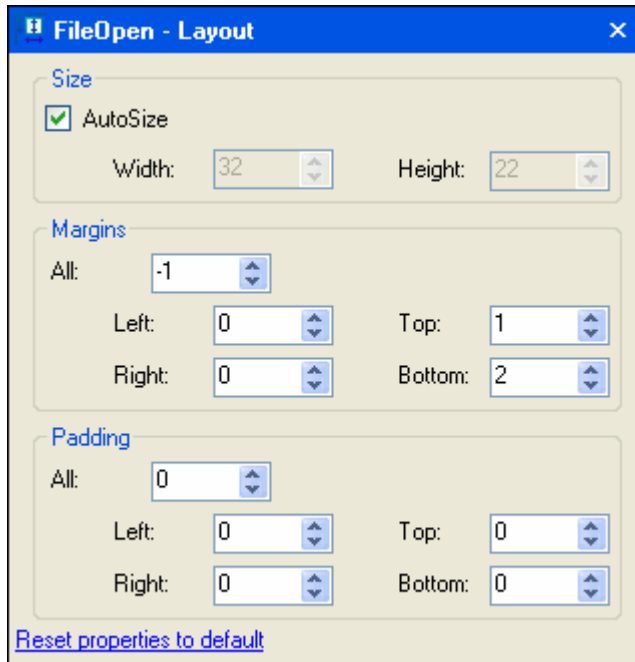 FileOpen - Layout
Size
AutoSize
Width: 32 Height: 22
Margins
All: -1
Left: 0 Top: 1
Right: 0 Bottom: 2
Padding
All: 0
Left: 0 Top: 0
Right: 0 Bottom: 0
Reset properties to default